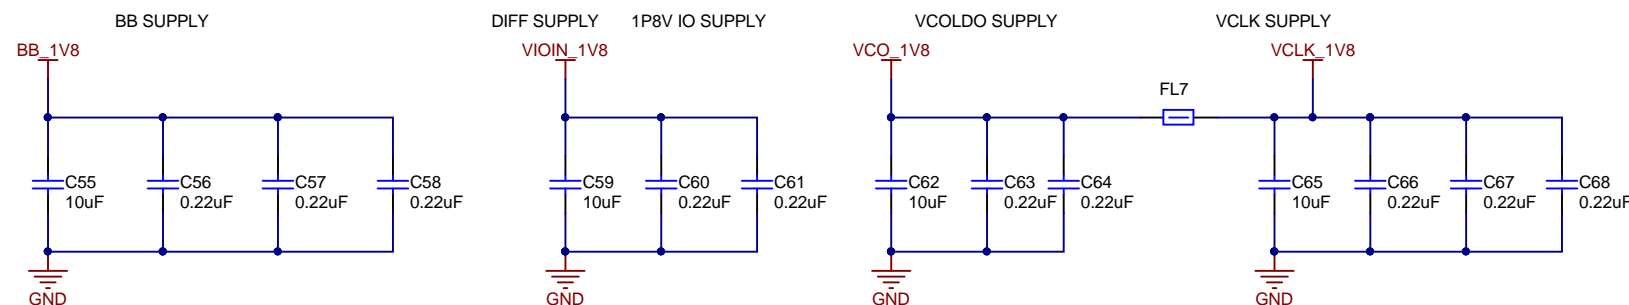 BB SUPPLY
DIFF SUPPLY
1P8V IO SUPPLY
VCOLDO SUPPLY
VCLK SUPPLY
BB_1V8
VIOIN_1V8
VCO_1V8
VCLK_1V8
FL7
C55
10uF
C56
0.22uF
C57
0.22uF
C58
0.22uF
C59
10uF
C60
0.22uF
C61
0.22uF
C62
10uF
C63
0.22uF
C64
0.22uF
C65
10uF
C66
0.22uF
C67
0.22uF
C68
0.22uF
GND
GND
GND
GND